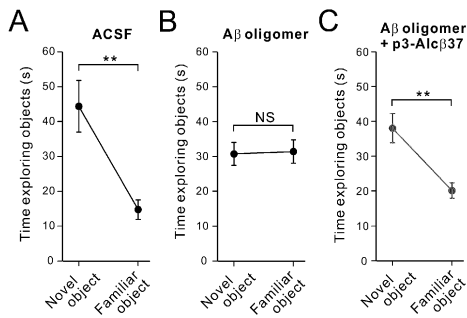 A
ACSF
**
Time exploring objects (s)
60
50
40
30
20
10
0
Novel
object
Familiar
object
B
Aβ oligomer
NS
Time exploring objects (s)
60
50
40
30
20
10
0
Novel
object
Familiar
object
C
Aβ oligomer
+ p3-Alcβ37
**
Time exploring objects (s)
60
50
40
30
20
10
0
Novel
object
Familiar
object